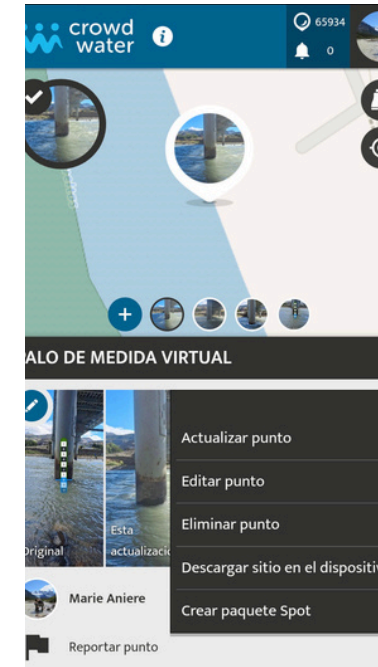 crowd
water
65934
0
ALO DE MEDIDA VIRTUAL
Original
Esta
actualizació
Actualizar punto
Editar punto
Eliminar punto
Descargar sitio en el dispositiv
Crear paquete Spot
Marie Aniere
Reportar punto